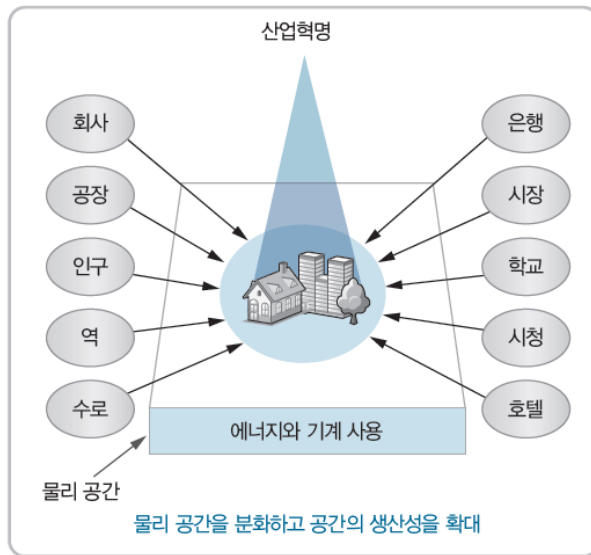 산업혁명
회사
은행
공장
시장
인구
학교
역
시청
수로
호텔
에너지와 기계 사용
물리 공간
물리 공간을 분화하고 공간의 생산성을 확대